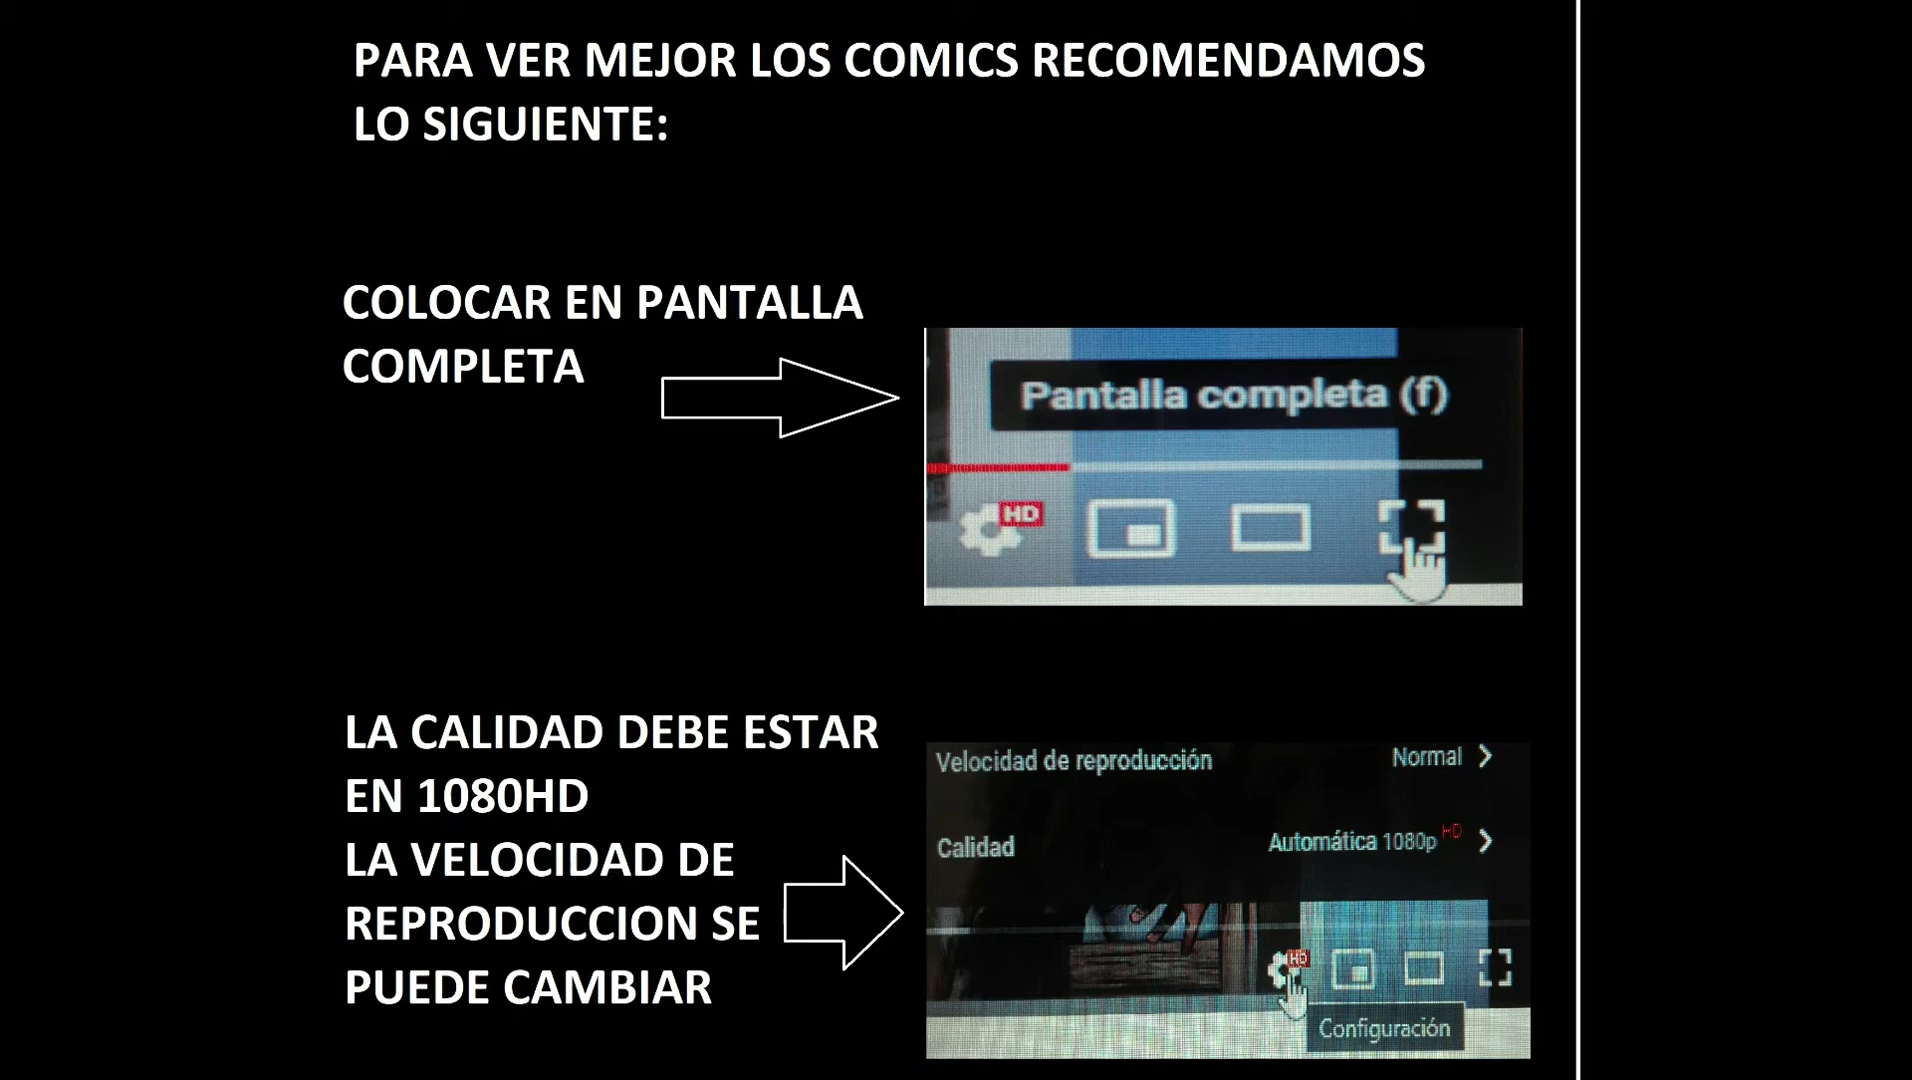 PARA VER MEJOR LOS COMICS RECOMENDAMOS
LO SIGUIENTE:
COLOCAR EN PANTALLA
COMPLETA
Pantalla completa (f)
HD
LA CALIDAD DEBE ESTAR
EN 1080HD
LA VELOCIDAD DE
REPRODUCCION SE
PUEDE CAMBIAR
Velocidad de reproducción Normal
Calidad Automática 1080p HD
HD
Configuración